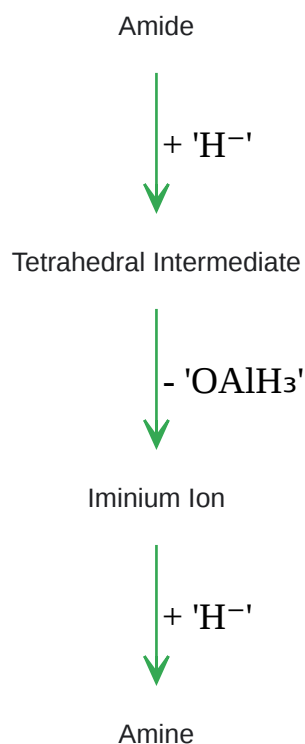 Amide
+ 'H⁻'
Tetrahedral Intermediate
- 'OAlH₃'
Iminium Ion
+ 'H⁻'
Amine